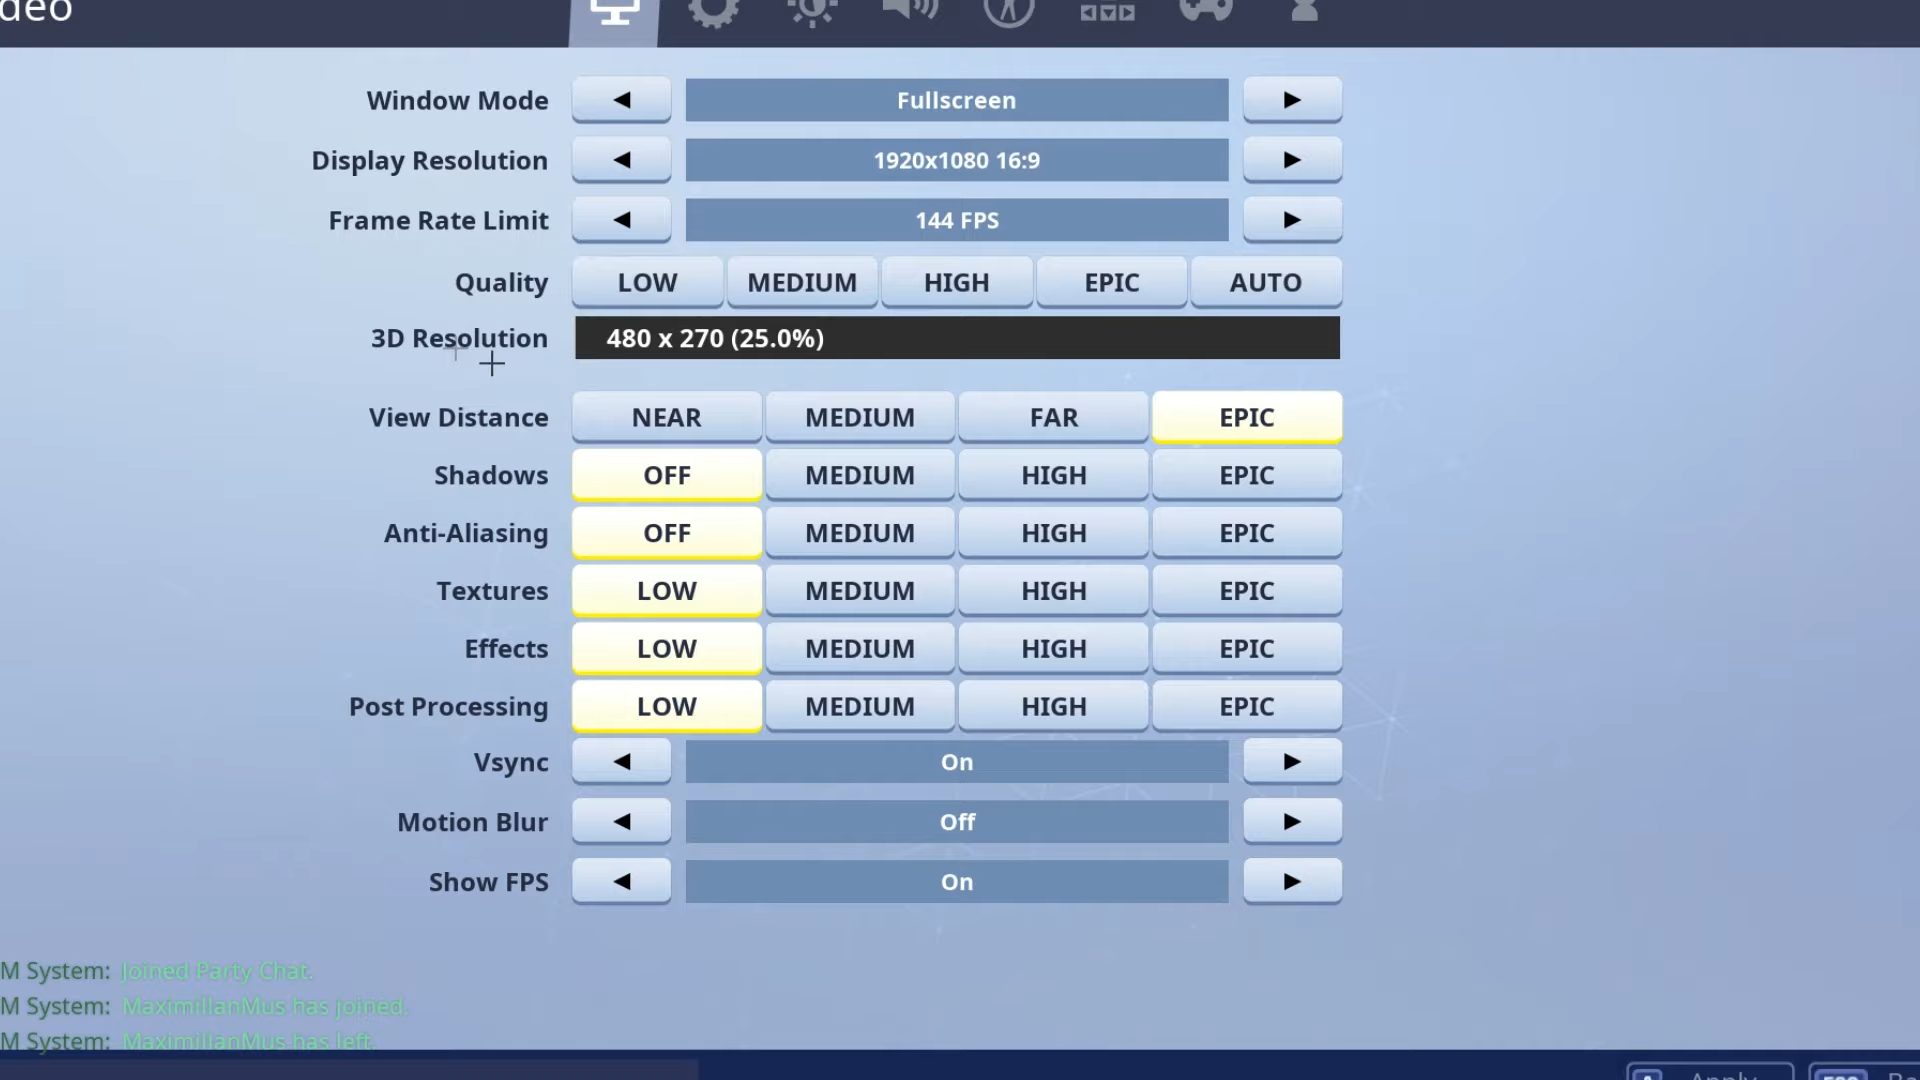 deo
Window Mode Fullscreen
Display Resolution 1920x1080 16:9
Frame Rate Limit 144 FPS
Quality LOW MEDIUM HIGH EPIC AUTO
3D Resolution 480 x 270 (25.0%)
View Distance NEAR MEDIUM FAR EPIC
Shadows OFF MEDIUM HIGH EPIC
Anti-Aliasing OFF MEDIUM HIGH EPIC
Textures LOW MEDIUM HIGH EPIC
Effects LOW MEDIUM HIGH EPIC
Post Processing LOW MEDIUM HIGH EPIC
Vsync On
Motion Blur Off
Show FPS On
M System: Joined Party Chat.
M System: MaximillanMus has joined.
M System: MaximillanMus has left.
A Apply ESC